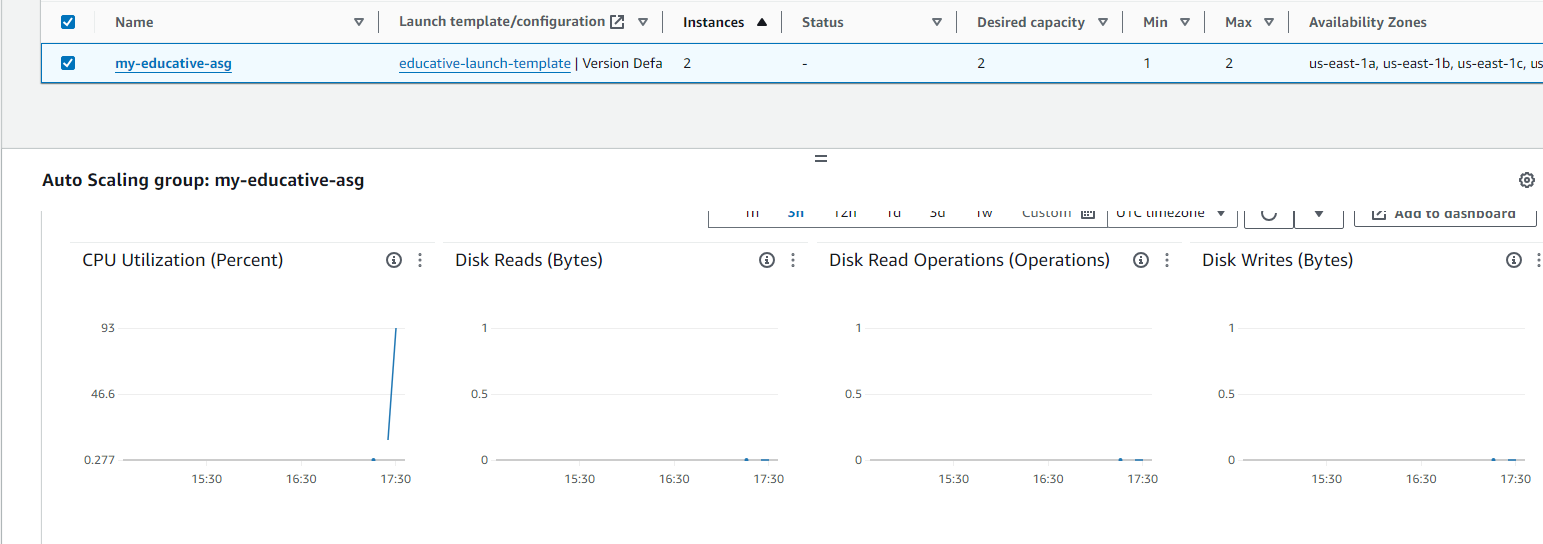 Name Launch template/configuration Instances Status Desired capacity Min Max Availability Zones
my-educative-asg educative-launch-template | Version Defa 2 - 2 1 2 us-east-1a, us-east-1b, us-east-1c, us
Auto Scaling group: my-educative-asg
1h 3h 12h 1d 3d 1w Custom UTC timezone Add to dashboard
CPU Utilization (Percent) Disk Reads (Bytes) Disk Read Operations (Operations) Disk Writes (Bytes)
93 1 1 1
46.6 0.5 0.5 0.5
0.277 0 0 0
15:30 16:30 17:30 15:30 16:30 17:30 15:30 16:30 17:30 15:30 16:30 17:30